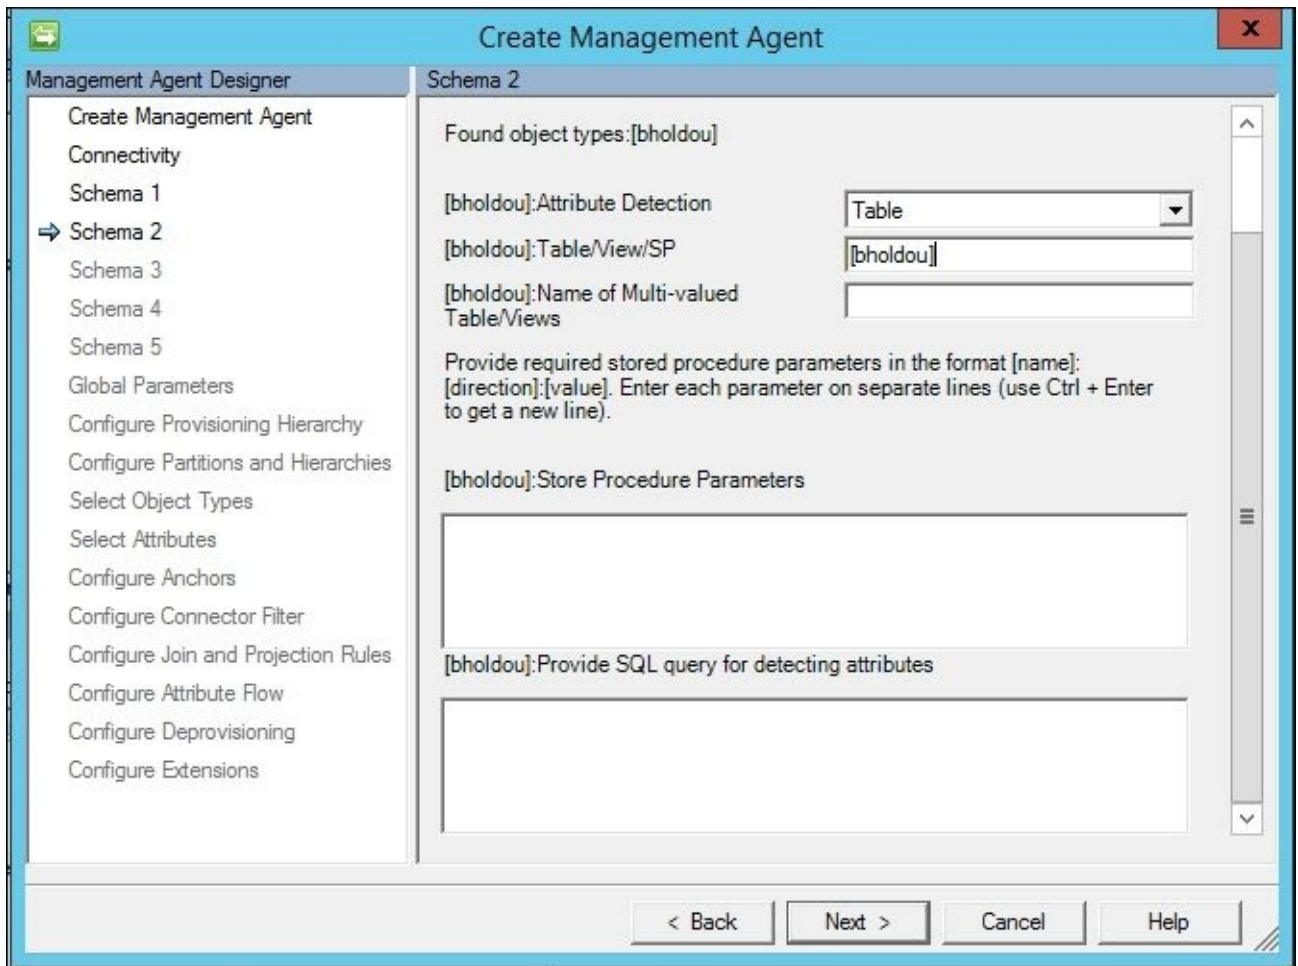 Create Management Agent
X
Management Agent Designer
Schema 2
Create Management Agent
Connectivity
Schema 1
Schema 2
Schema 3
Schema 4
Schema 5
Global Parameters
Configure Provisioning Hierarchy
Configure Partitions and Hierarchies
Select Object Types
Select Attributes
Configure Anchors
Configure Connector Filter
Configure Join and Projection Rules
Configure Attribute Flow
Configure Deprovisioning
Configure Extensions
Found object types:[bholdou]
[bholdou]:Attribute Detection
Table
[bholdou]:Table/View/SP
[bholdou]
[bholdou]:Name of Multi-valued
Table/Views
Provide required stored procedure parameters in the format [name]:
[direction]:[value]. Enter each parameter on separate lines (use Ctrl + Enter
to get a new line).
[bholdou]:Store Procedure Parameters
[bholdou]:Provide SQL query for detecting attributes
< Back
Next >
Cancel
Help